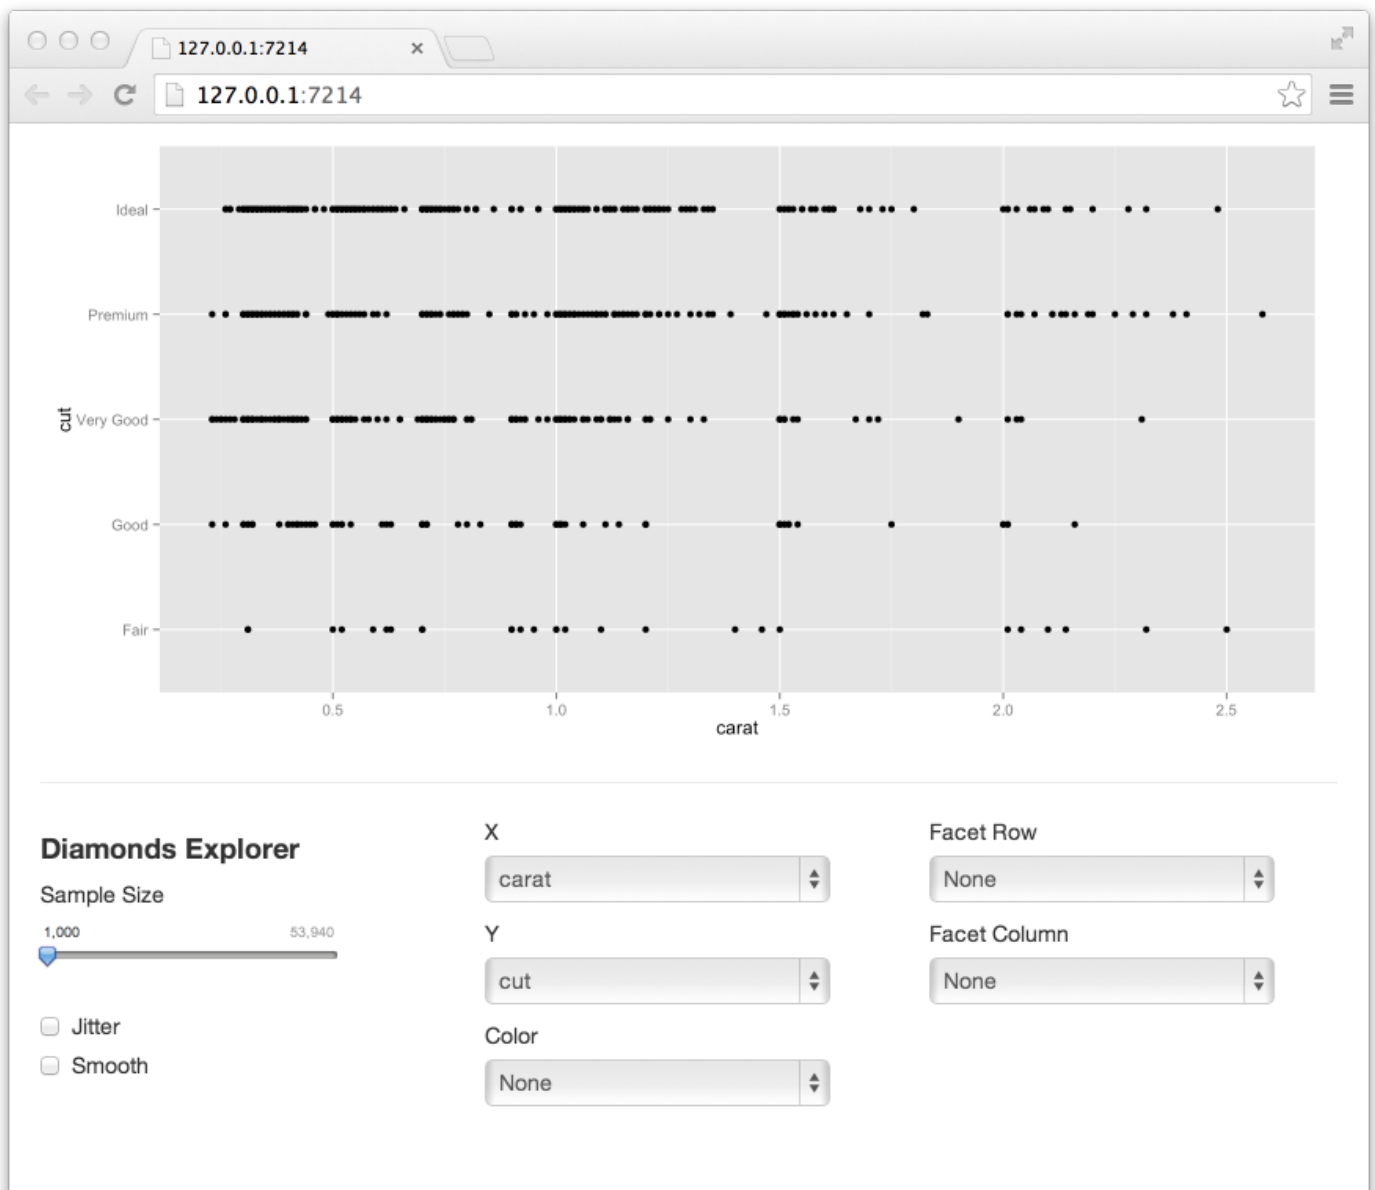 127.0.0.1:7214
127.0.0.1:7214
Ideal
Premium
Very Good
Good
Fair
cut
0.5 1.0 1.5 2.0 2.5
carat
Diamonds Explorer
Sample Size
1,000 53,940
Jitter
Smooth
X
carat
Y
cut
Color
None
Facet Row
None
Facet Column
None